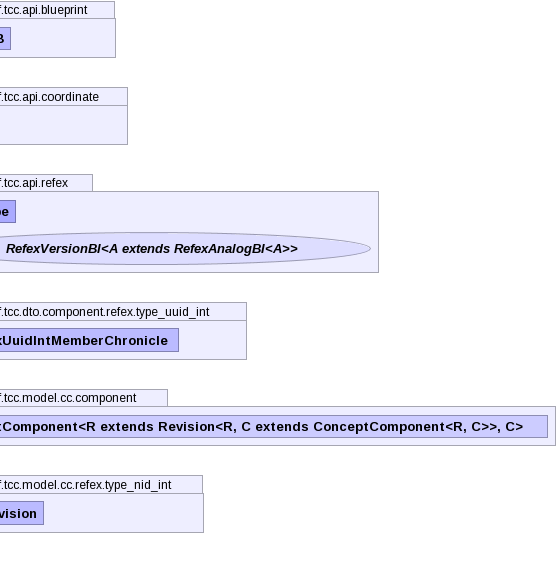 f.tcc.api.blueprint
B
f.tcc.api.coordinate
f.tcc.api.refex
pe
RefexVersionBI<A extends RefexAnalogBI<A>>
f.tcc.dto.component.refex.type_uuid_int
xUuidIntMemberChronicle
f.tcc.model.cc.component
tComponent<R extends Revision<R, C extends ConceptComponent<R, C>>, C>
f.tcc.model.cc.refex.type_nid_int
vision